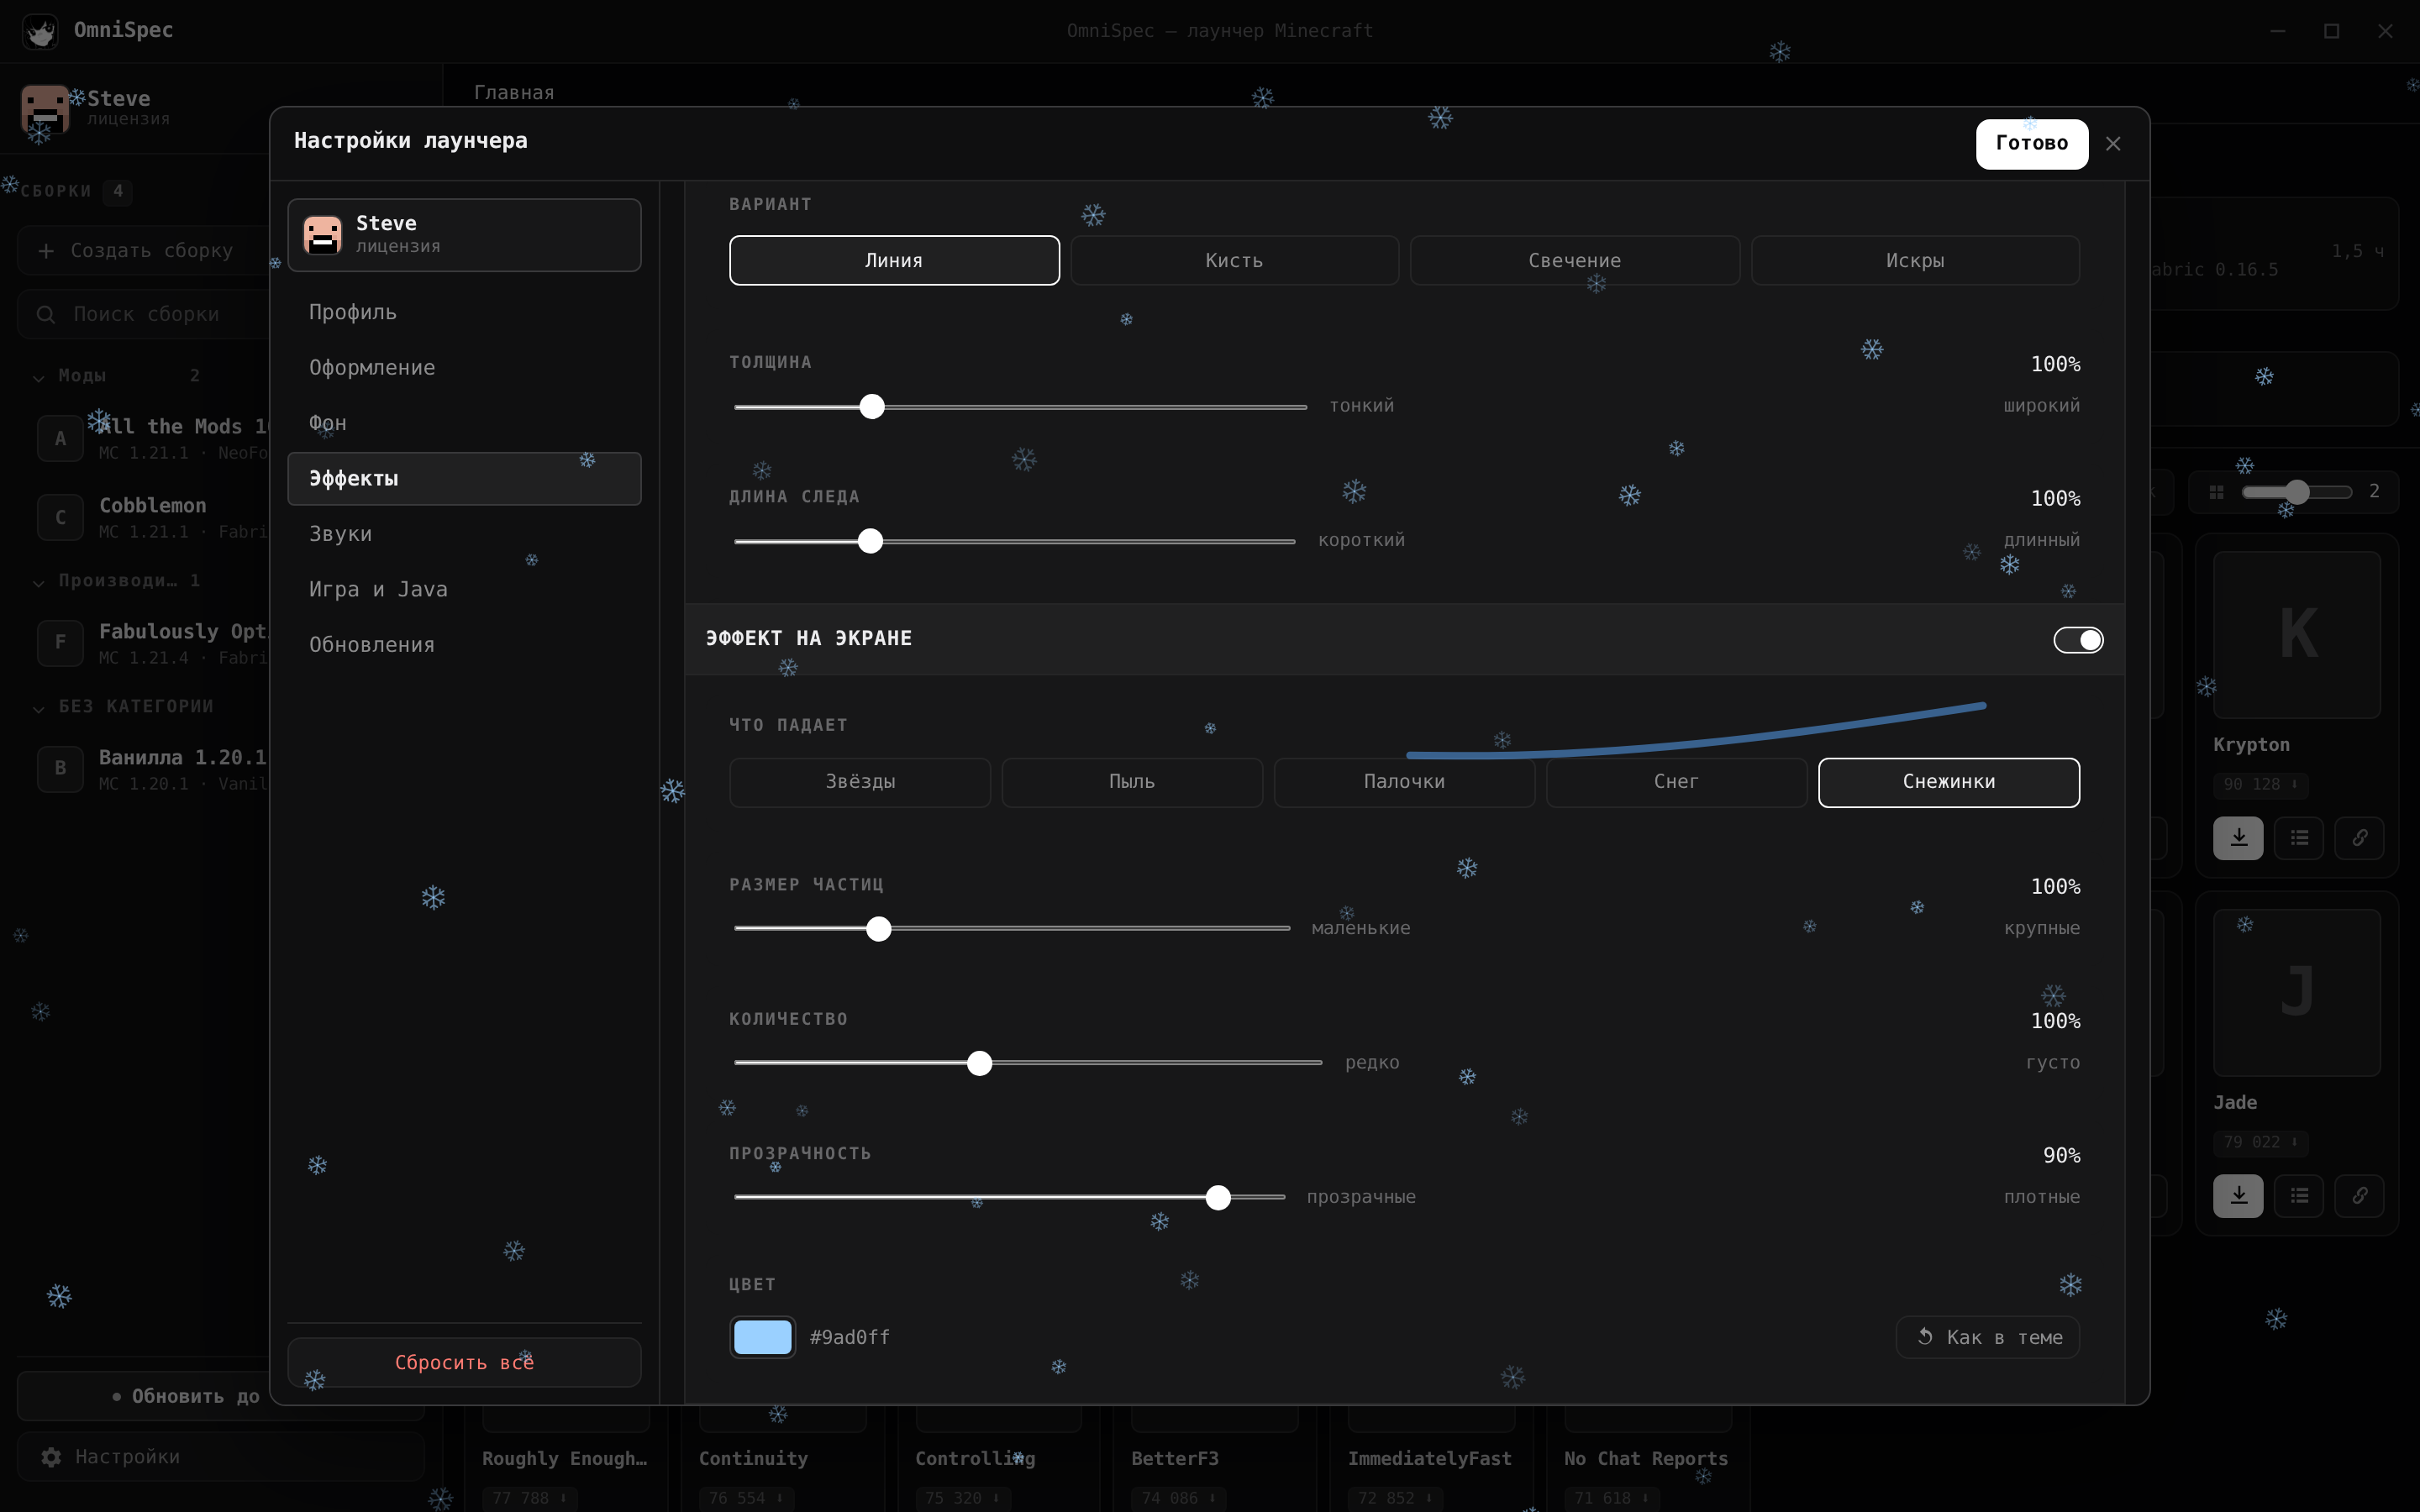 OmniSpec
OmniSpec — лаунчер Minecraft
Steve
лицензия
Главная
СБОРКИ 4
Создать сборку
Поиск сборки
Моды 2
A
All the Mods 1
MC 1.21.1 · NeoFo
C
Cobblemon
MC 1.21.1 · Fabri
Производи… 1
F
Fabulously Opt
MC 1.21.4 · Fabri
БЕЗ КАТЕГОРИИ
В
Ванилла 1.20.1
MC 1.20.1 · Vanil
Обновить до
Настройки
Настройки лаунчера
Готово
Steve
лицензия
Профиль
Оформление
Фон
Эффекты
Звуки
Игра и Java
Обновления
Сбросить всё
ВАРИАНТ
Линия
Кисть
Свечение
Искры
ТОЛЩИНА
100%
тонкий
широкий
ДЛИНА СЛЕДА
100%
короткий
длинный
ЭФФЕКТ НА ЭКРАНЕ
ЧТО ПАДАЕТ
Звёзды
Пыль
Палочки
Снег
Снежинки
РАЗМЕР ЧАСТИЦ
100%
маленькие
крупные
КОЛИЧЕСТВО
100%
редко
густо
ПРОЗРАЧНОСТЬ
90%
прозрачные
плотные
ЦВЕТ
#9ad0ff
Как в теме
1,5 ч
abric 0.16.5
2
K
Krypton
90 128
J
Jade
79 022
Roughly Enough…
77 788
Continuity
76 554
Controlling
75 320
BetterF3
74 086
ImmediatelyFast
72 852
No Chat Reports
71 618